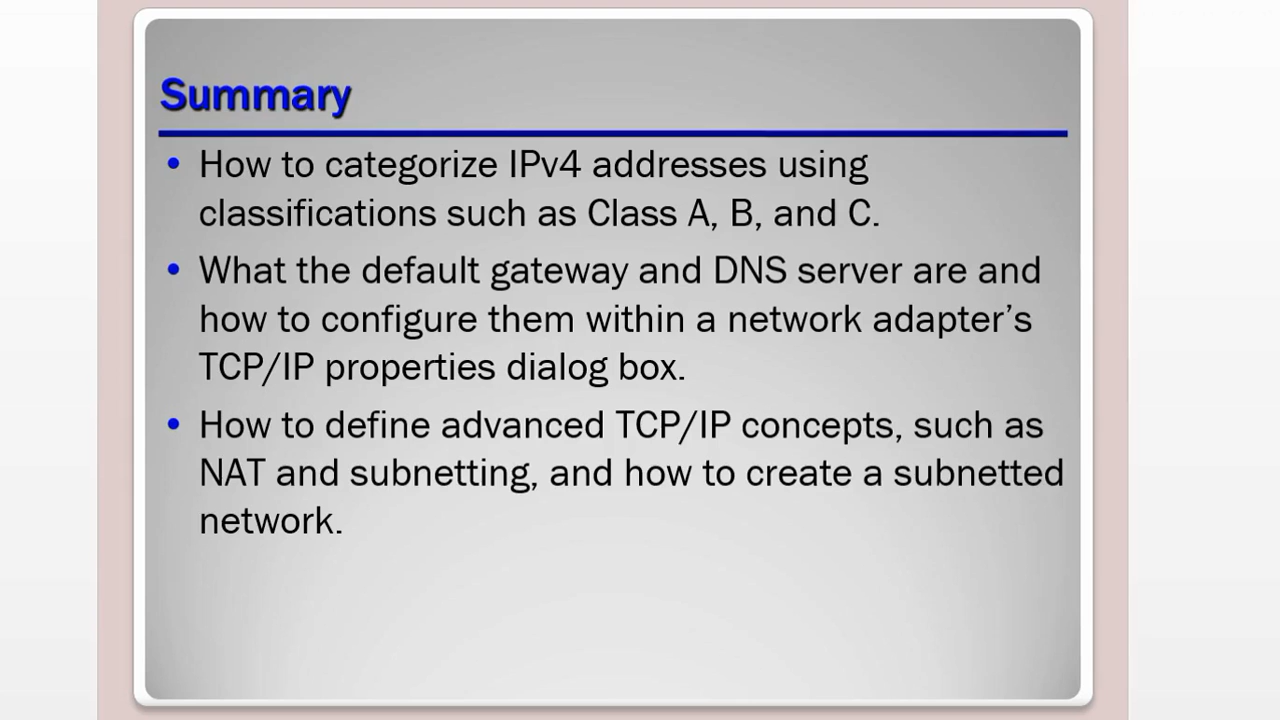 Summary
• How to categorize IPv4 addresses using
classifications such as Class A, B, and C.
• What the default gateway and DNS server are and
how to configure them within a network adapter’s
TCP/IP properties dialog box.
• How to define advanced TCP/IP concepts, such as
NAT and subnetting, and how to create a subnetted
network.